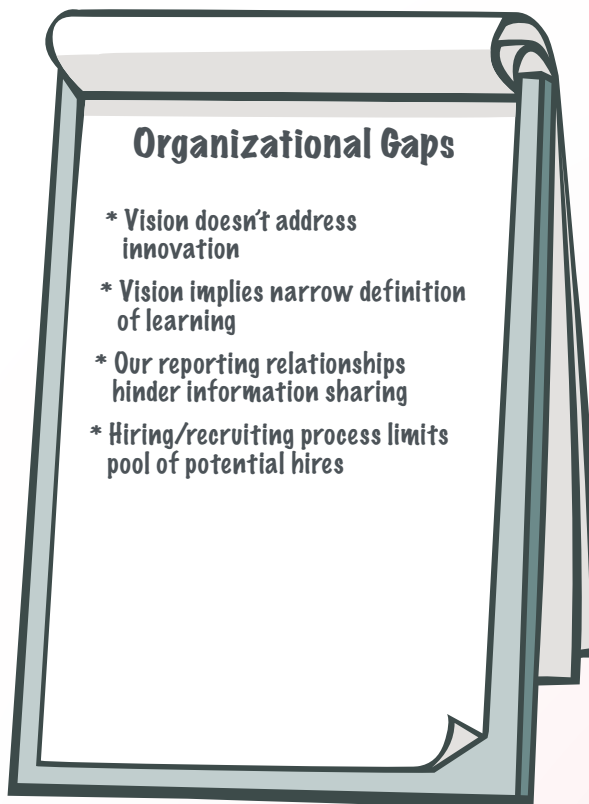 Organizational Gaps
* Vision doesn't address
innovation
* Vision implies narrow definition
of learning
* Our reporting relationships
hinder information sharing
* Hiring/recruiting process limits
pool of potential hires